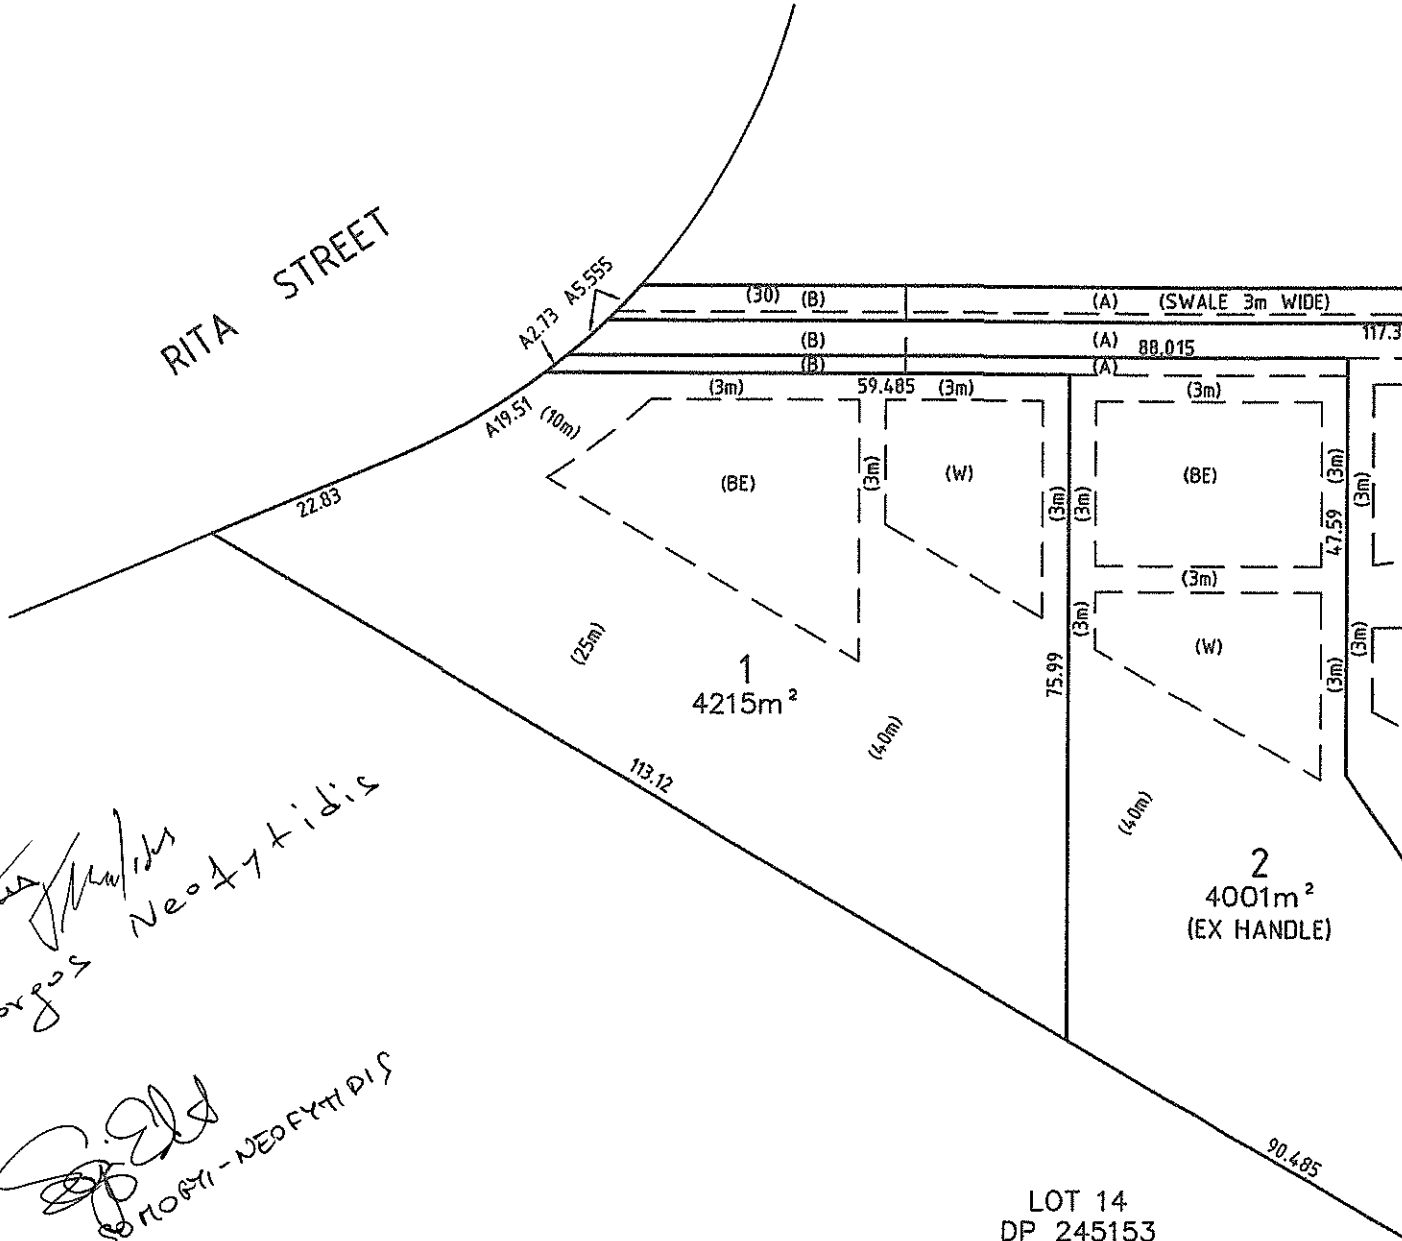 RITA STREET
A2.73
A5.555
(30) (B)
(A) (SWALE 3m WIDE)
(B)
(A)
117.3
88.015
(B)
(A)
(3m) 59.485 (3m)
(3m)
A19.51
(10m)
22.83
(BE)
(3m)
(W)
(3m)
(3m)
(BE)
(3m)
47.59
(3m)
(3m)
(3m)
(W)
(3m)
(3m)
(25m)
1
4215m²
75.99
(40m)
113.12
(40m)
2
4001m²
(EX HANDLE)
Neofytidis
NEOFYTIDIS
90.485
LOT 14
DP 245153